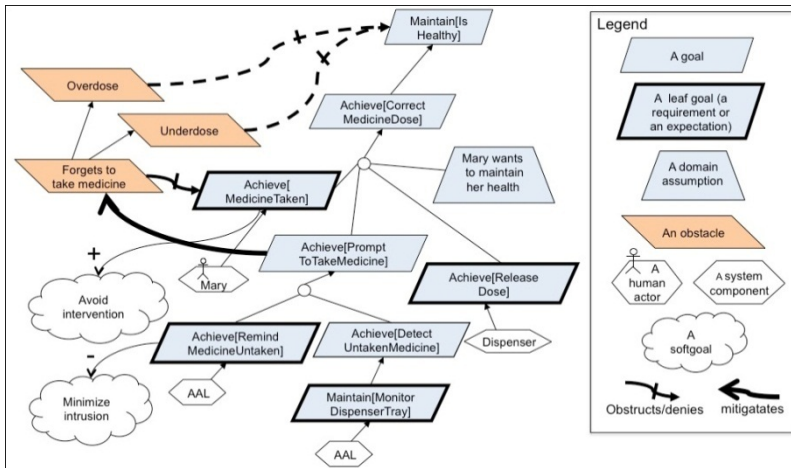 Maintain[Is
Healthy]
Overdose
Underdose
Achieve[Correct
MedicineDose]
Forgets to
take medicine
Achieve[
MedicineTaken]
Mary wants
to maintain
her health
+
Avoid
intervention
Mary
Achieve[Prompt
ToTakeMedicine]
Achieve[Release
Dose]
Dispenser
-
Minimize
intrusion
Achieve[Remind
MedicineUntaken]
Achieve[Detect
UntakenMedicine]
AAL
Maintain[Monitor
DispenserTray]
AAL
Legend
A goal
A leaf goal (a
requirement or
an expectation)
A domain
assumption
An obstacle
A
human
actor
A system
component
A
softgoal
Obstructs/denies
mitigatates